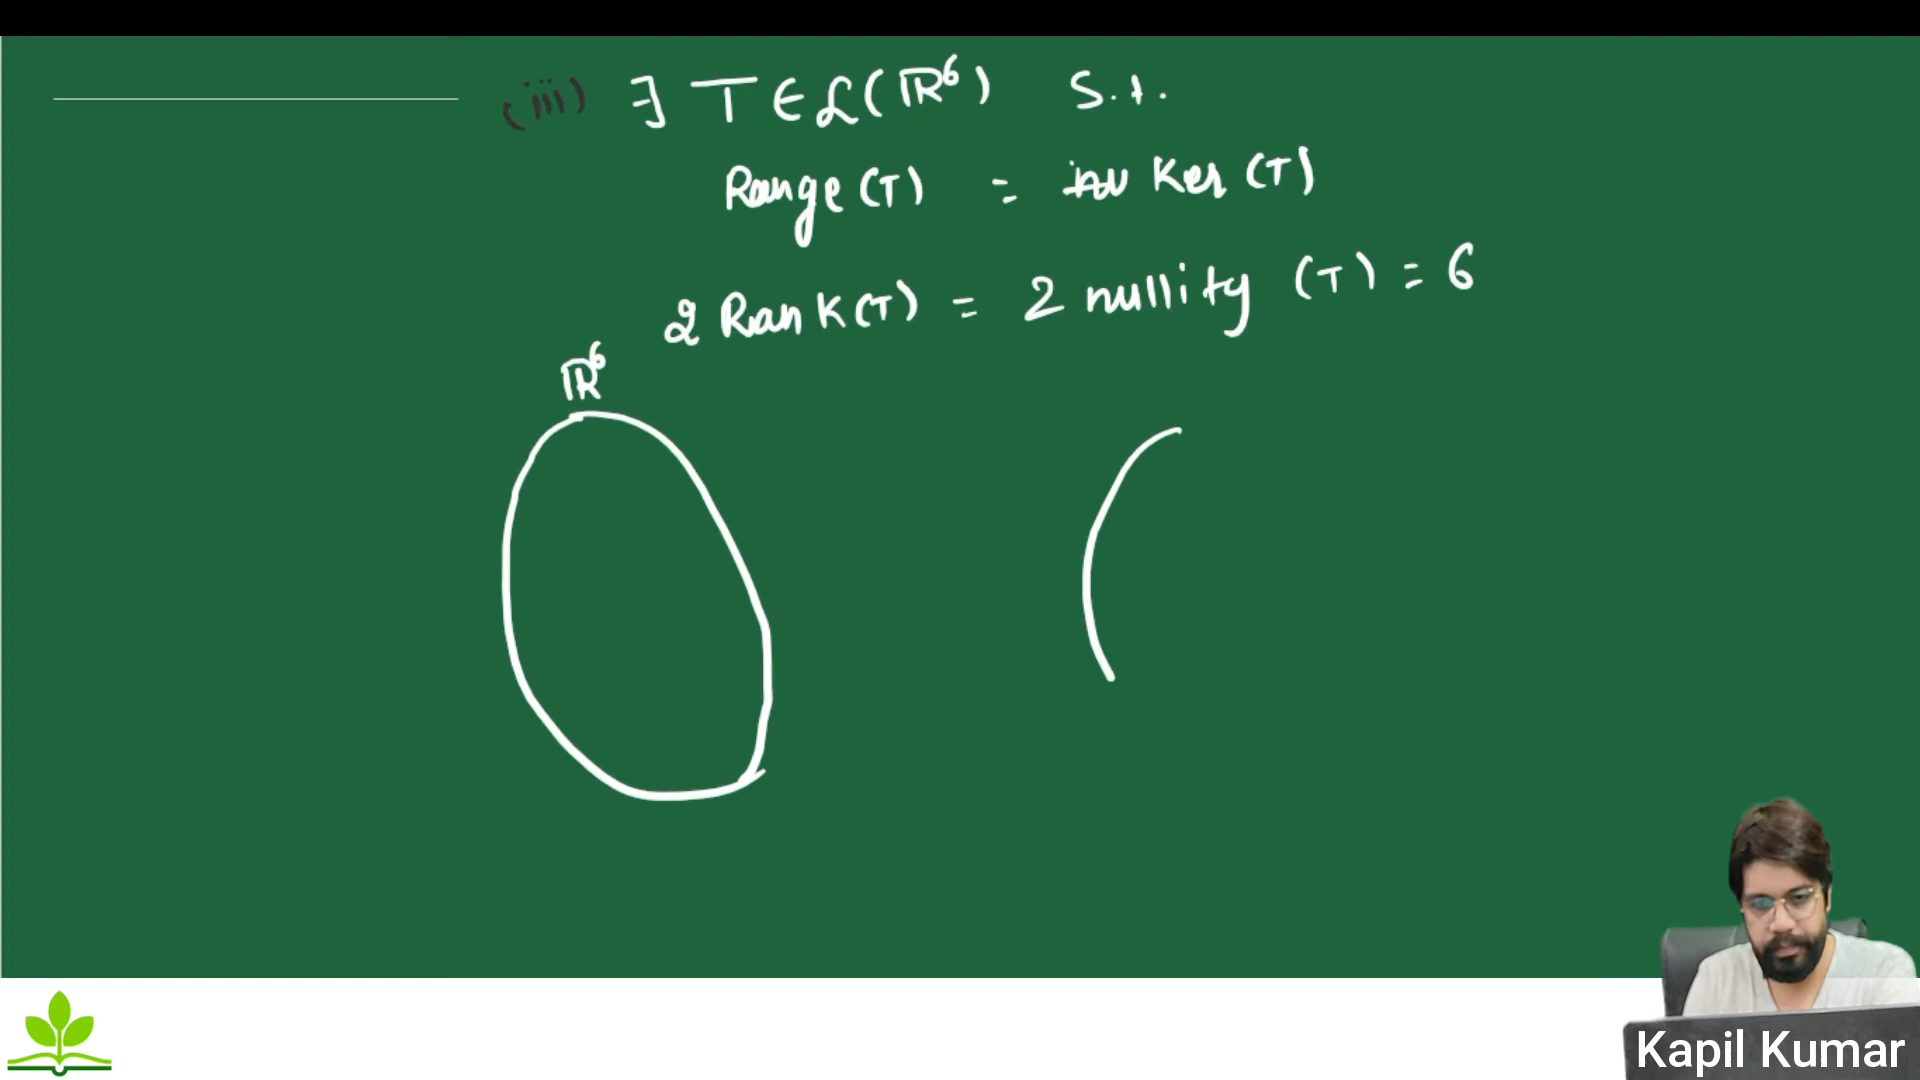 (iii) ∃ T ∈ ℒ(ℝ⁶) s.t.
Range (T) = Ker (T)
2 Rank(T) = 2 nullity (T) = 6
ℝ⁶
Kapil Kumar